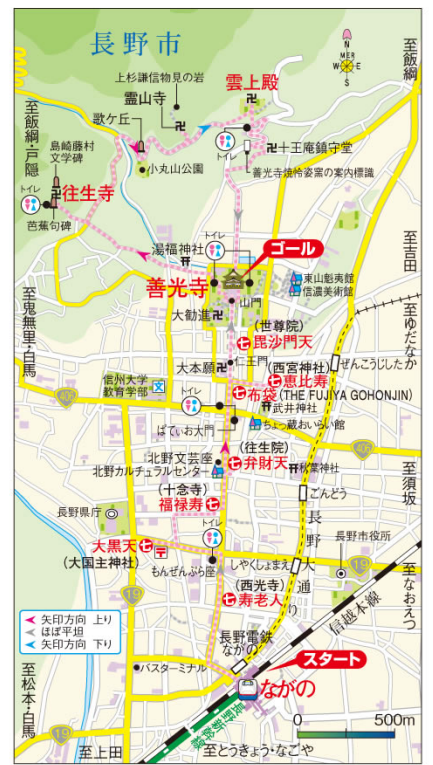 長野市
N
MER
W
E
S
至飯綱
上杉謙信物見の岩
雲上殿
霊山寺
歌ケ丘
至飯綱・戸隠
島崎藤村
文学碑
トイレ
十王庵鎮守堂
小丸山公園
善光寺焼怜姿案の案内標識
往生寺
トイレ
芭蕉句碑
トイレ
湯福神社
ゴール
至吉田
善光寺
東山魁夷館
信濃美術館
山門
大勧進
(世尊院)
毘沙門天
至鬼無里・白馬
至ゆだなか
ぜんこうじしたか
仁王門
(西宮神社)
大本願
恵比寿
信州大学
教育学部
布袋
(THE FUJIYA GOHONJIN)
406
トイレ
武井神社
ちょっ蔵おいらい館
ぱてぃお大門
406
北野文芸座
(往生院)
弁財天
北野カルチュラルセンター
秋葉神社
至須坂
(十念寺)
福禄寿
ごんどう
長野県庁
トイレ
長野大通り
長野市役所
大黒天
(大国主神社)
もんぜんぷら座
しやくしょまえ
至なおえつ
19
19
(西光寺)
寿老人
矢印方向 上り
ほぼ平坦
矢印方向 下り
信越本線
長野電鉄
ながの
スタート
バスターミナル
至松本・白馬
ながの
19
長野新幹線
0
500m
至上田
至とうきょう・なごや